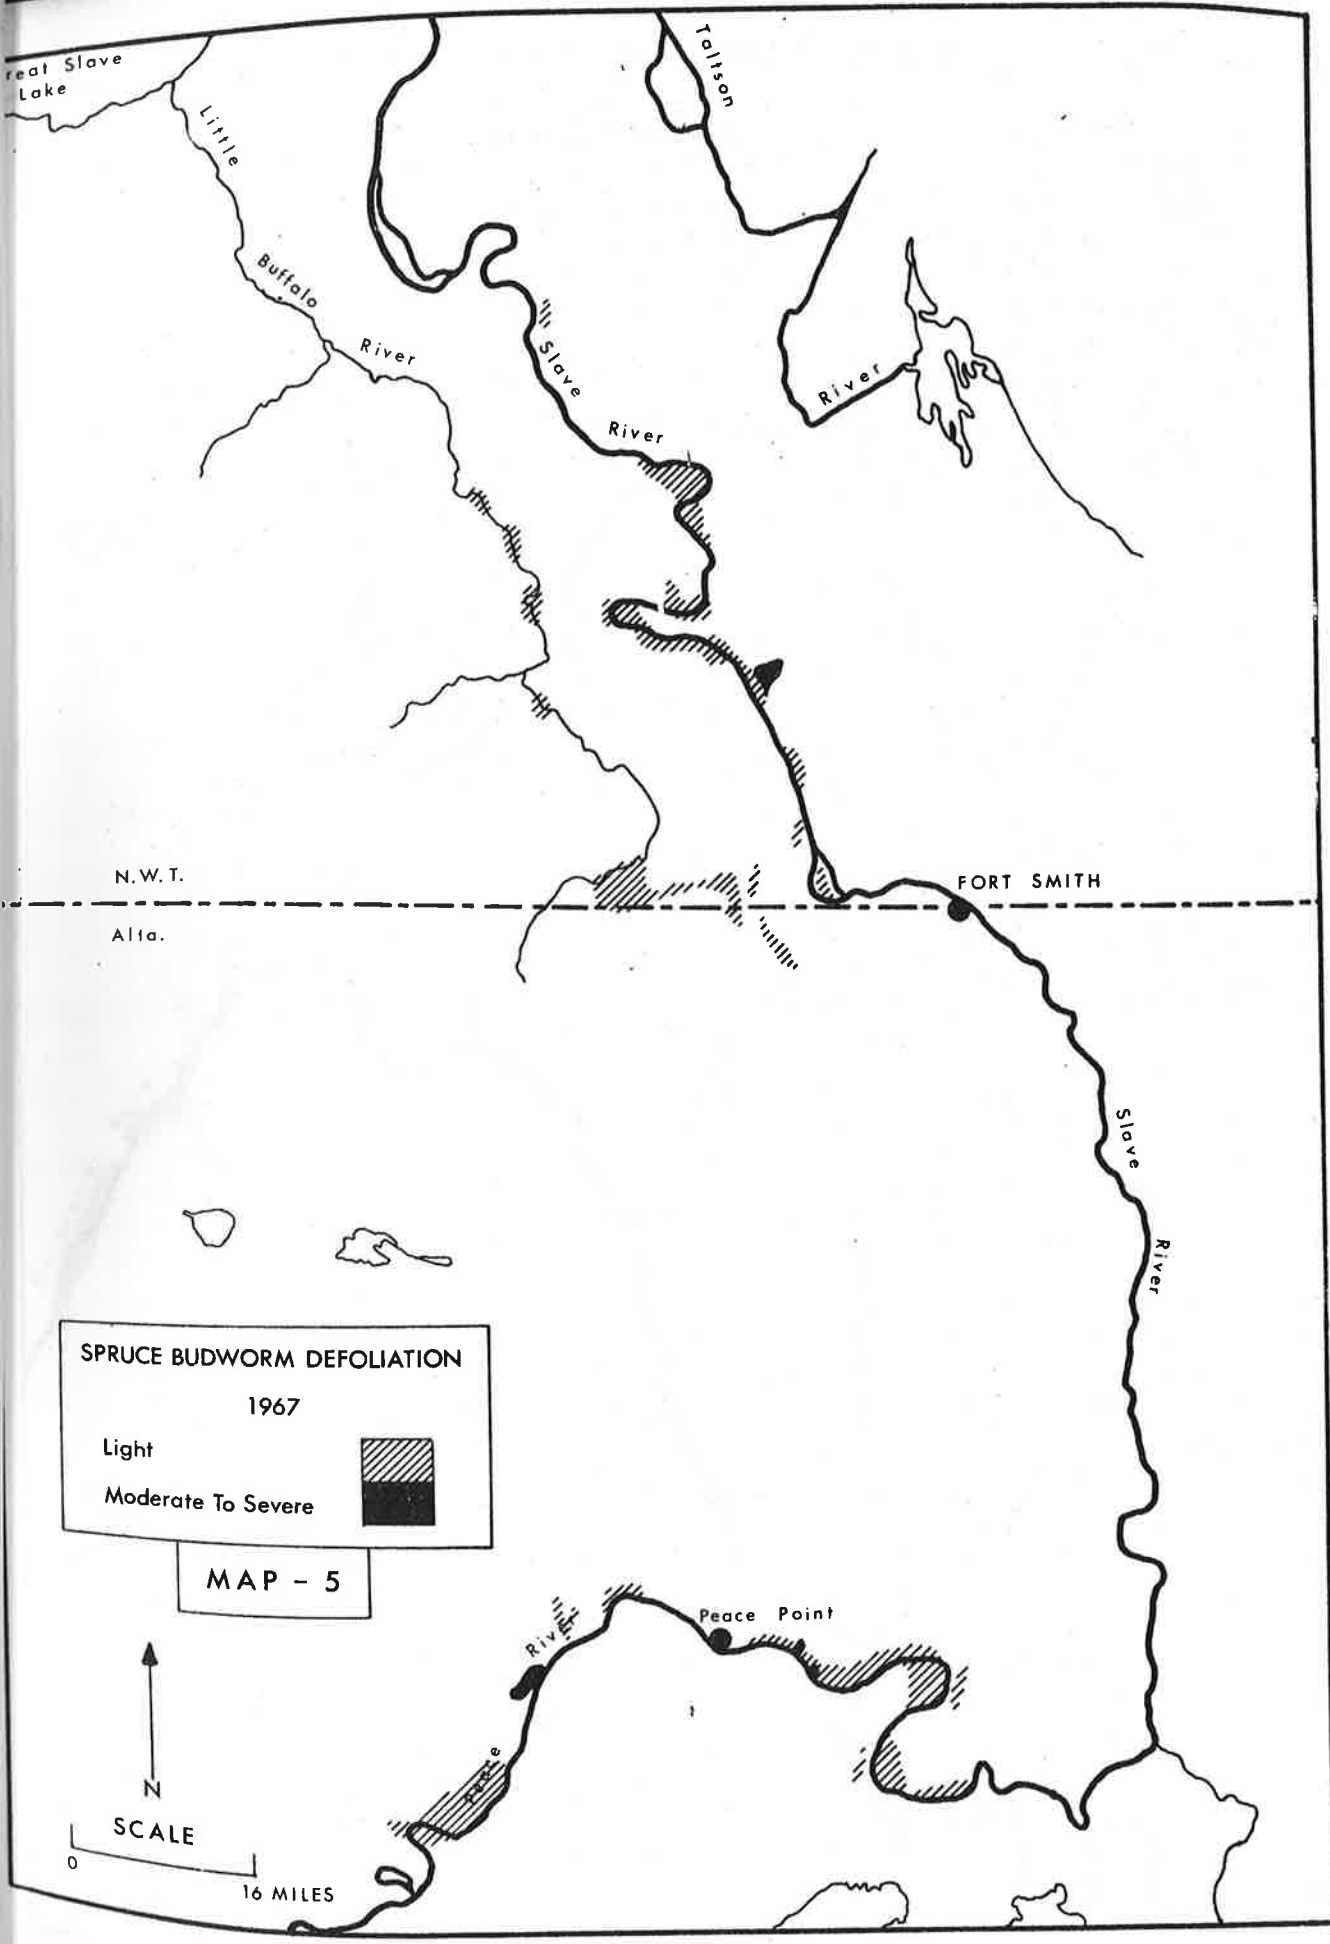 reat Slave
Lake
Little
Buffalo
River
Taltson
River
Slave
River
N.W.T.
Alta.
FORT SMITH
Slave
River
SPRUCE BUDWORM DEFOLIATION
1967
Light
Moderate To Severe
MAP - 5
Peace Point
River
Peace
N
SCALE
0
16 MILES